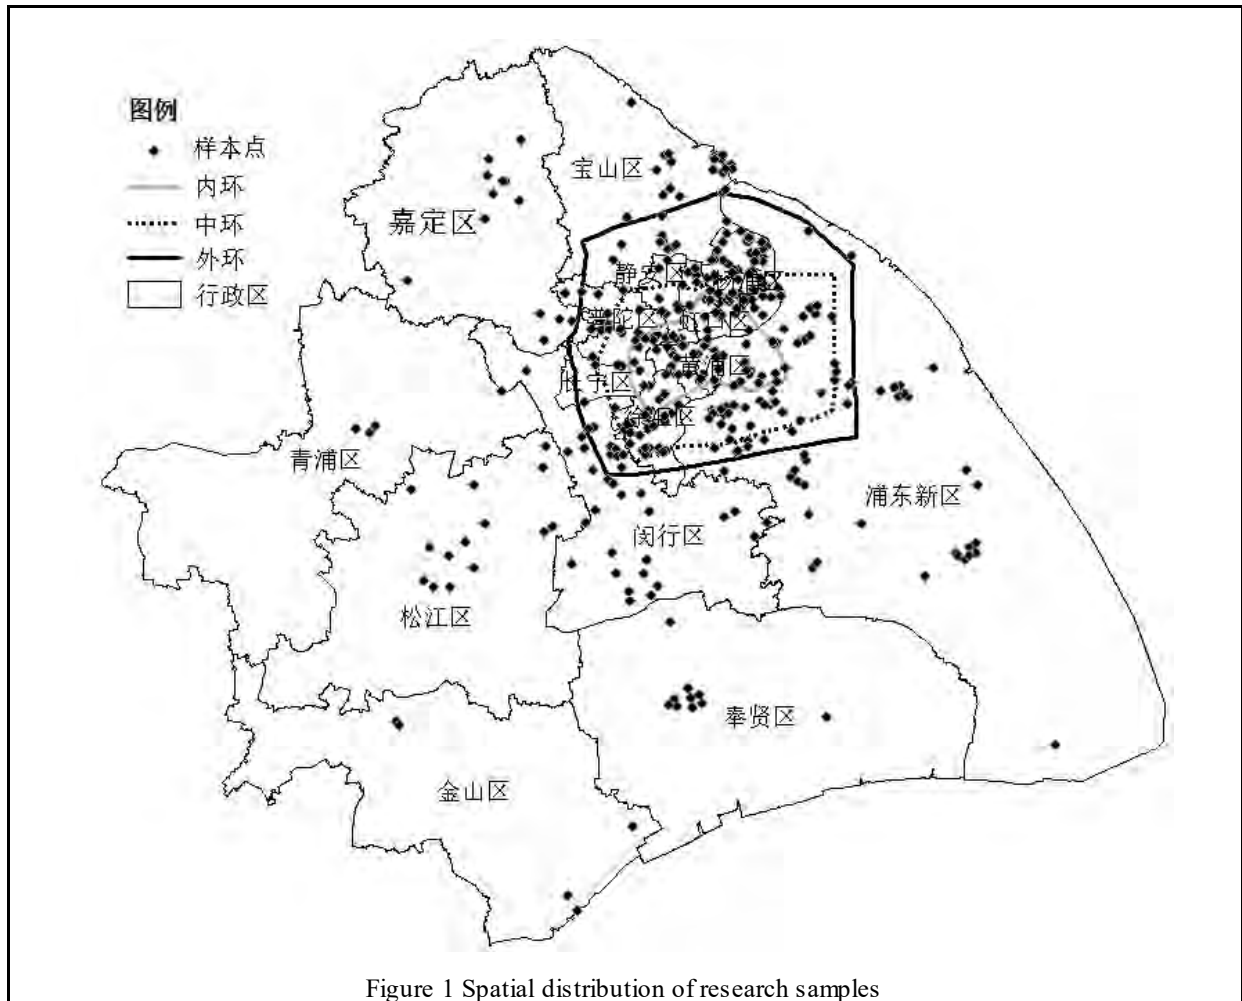 图例
样本点
内环
中环
外环
行政区
宝山区
嘉定区
静安区
杨浦区
普陀区
虹口区
黄浦区
长宁区
徐汇区
青浦区
浦东新区
闵行区
松江区
奉贤区
金山区
Figure 1 Spatial distribution of research samples